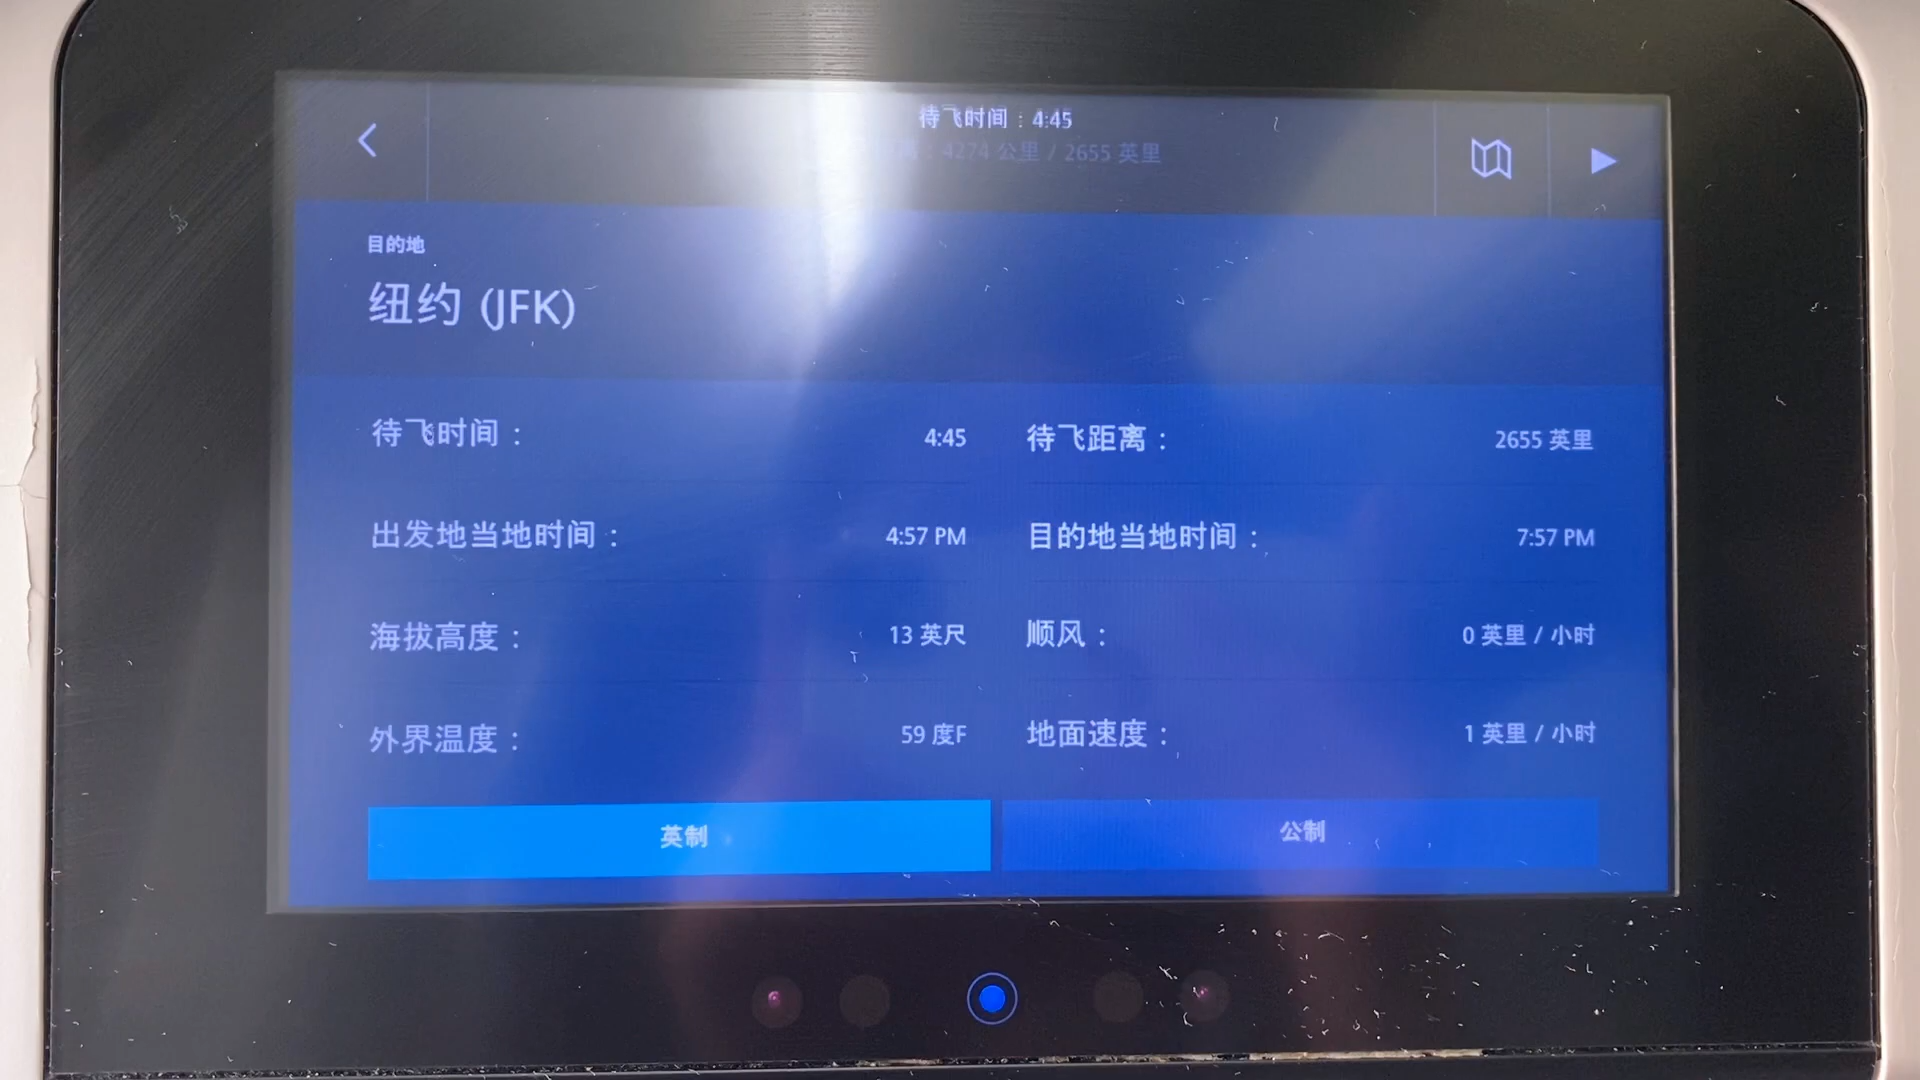 待飞时间：4:45
距离：4274 公里 / 2655 英里
目的地
纽约 (JFK)
待飞时间： 4:45 待飞距离： 2655 英里
出发地当地时间： 4:57 PM 目的地当地时间： 7:57 PM
海拔高度： 13 英尺 顺风： 0 英里 / 小时
外界温度： 59 度F 地面速度： 1 英里 / 小时
英制 公制